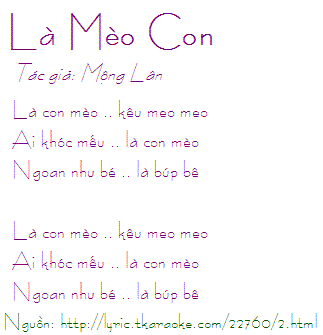 Là Mèo Con
Tác giả: Mộng Lân
Là con mèo .. kêu meo meo
Ai khóc mếu .. là con mèo
Ngoan như bé .. là búp bê
Là con mèo .. kêu meo meo
Ai khóc mếu .. là con mèo
Ngoan như bé .. là búp bê
Nguồn: http://lyric.tkaraoke.com/22760/2.html